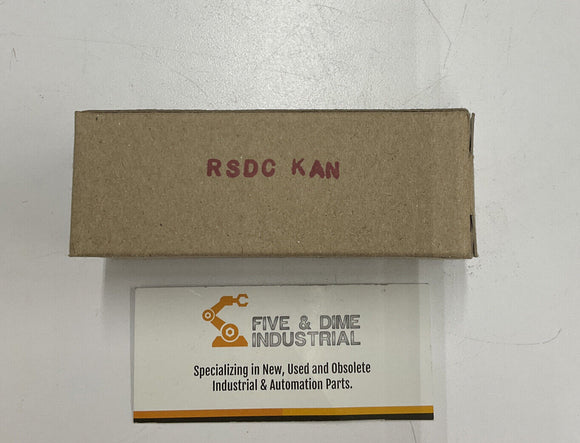 RSDC KAN
FIVE & DIME
INDUSTRIAL
Specializing in New, Used and Obsolete
Industrial & Automation Parts.